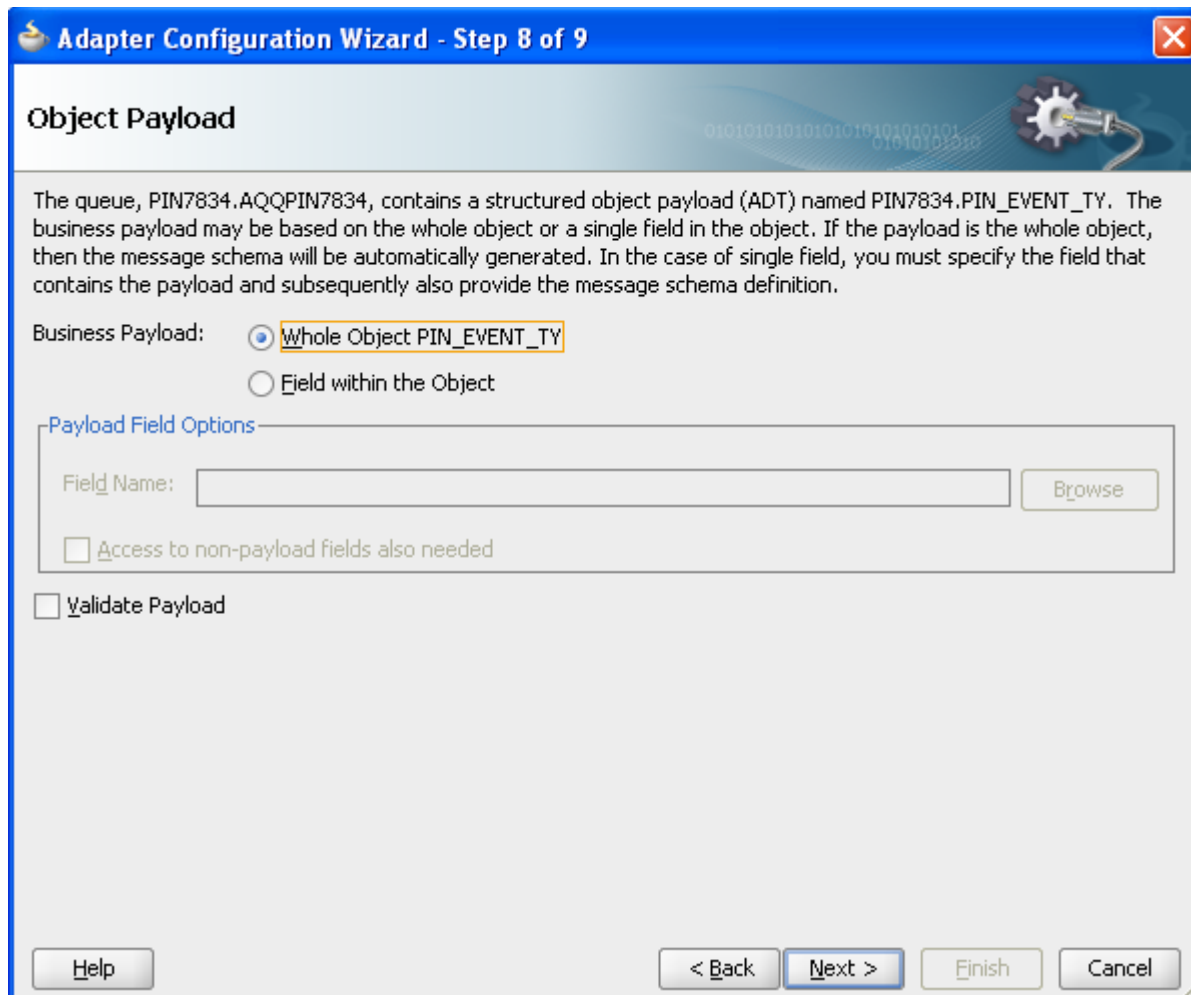 Adapter Configuration Wizard - Step 8 of 9
Object Payload
The queue, PIN7834.AQQPIN7834, contains a structured object payload (ADT) named PIN7834.PIN_EVENT_TY. The
business payload may be based on the whole object or a single field in the object. If the payload is the whole object,
then the message schema will be automatically generated. In the case of single field, you must specify the field that
contains the payload and subsequently also provide the message schema definition.
Business Payload:
Whole Object PIN_EVENT_TY
Field within the Object
Payload Field Options
Field Name:
Browse
Access to non-payload fields also needed
Validate Payload
Help
< Back
Next >
Finish
Cancel